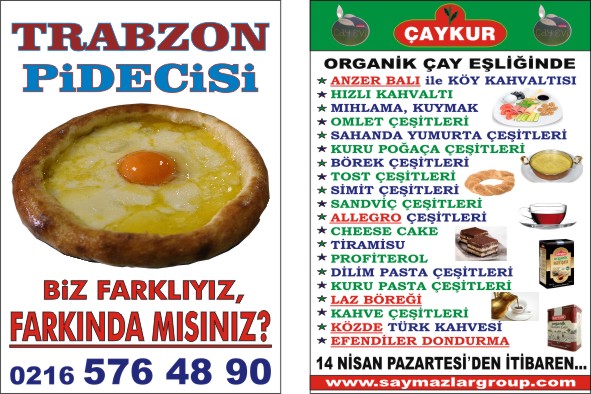 TRABZON
PiDECiSi
BiZ FARKLIYIZ,
FARKINDA MISINIZ?
0216 576 48 90
ÇAYKUR
ORGANİK ÇAY EŞLİĞİNDE
ANZER BALI ile KÖY KAHVALTISI
HIZLI KAHVALTI
MIHLAMA, KUYMAK
OMLET ÇEŞİTLERİ
SAHANDA YUMURTA ÇEŞİTLERİ
KURU POĞAÇA ÇEŞİTLERİ
BÖREK ÇEŞİTLERİ
TOST ÇEŞİTLERİ
SİMİT ÇEŞİTLERİ
SANDVİÇ ÇEŞİTLERİ
ALLEGRO ÇEŞİTLERİ
CHEESE CAKE
TİRAMİSU
PROFİTEROL
DİLİM PASTA ÇEŞİTLERİ
KURU PASTA ÇEŞİTLERİ
LAZ BÖREĞİ
KAHVE ÇEŞİTLERİ
KÖZDE TÜRK KAHVESİ
EFENDİLER DONDURMA
14 NİSAN PAZARTESİ'DEN İTİBAREN...
www.saymazlargroup.com